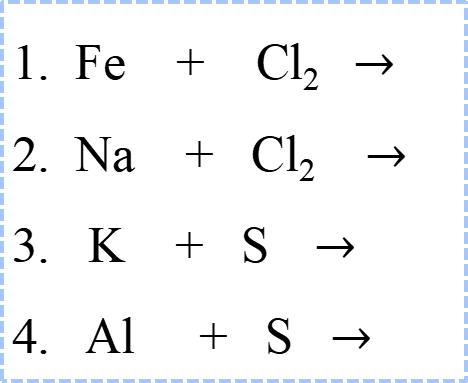 1. Fe + Cl₂ →
2. Na + Cl₂ →
3. K + S →
4. Al + S →